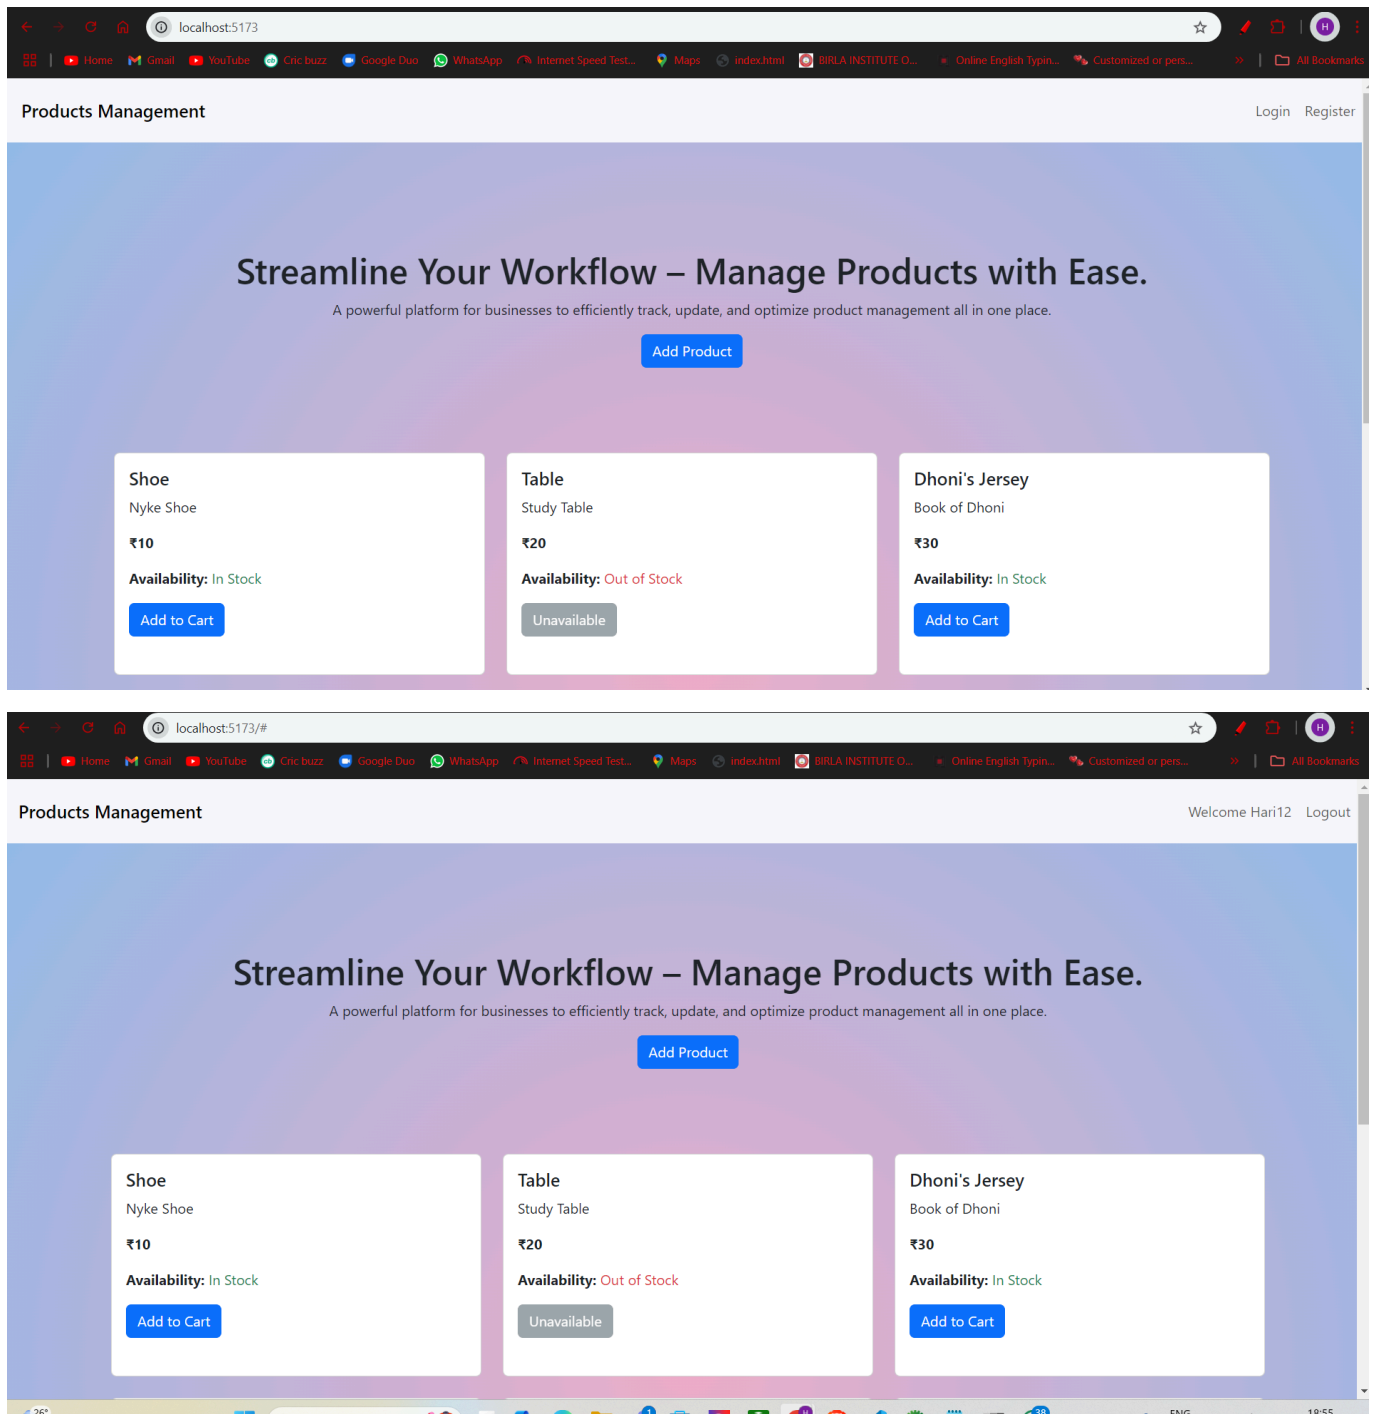 localhost:5173
H
Home Gmail YouTube Cric buzz Google Duo WhatsApp Internet Speed Test... Maps index.html BIRLA INSTITUTE O... Online English Typin... Customized or pers... » All Bookmarks
Products Management Login Register
Streamline Your Workflow – Manage Products with Ease.
A powerful platform for businesses to efficiently track, update, and optimize product management all in one place.
Add Product
Shoe Table Dhoni's Jersey
Nyke Shoe Study Table Book of Dhoni
₹10 ₹20 ₹30
Availability: In Stock Availability: Out of Stock Availability: In Stock
Add to Cart Unavailable Add to Cart
localhost:5173/#
H
Home Gmail YouTube Cric buzz Google Duo WhatsApp Internet Speed Test... Maps index.html BIRLA INSTITUTE O... Online English Typin... Customized or pers... » All Bookmarks
Products Management Welcome Hari12 Logout
Streamline Your Workflow – Manage Products with Ease.
A powerful platform for businesses to efficiently track, update, and optimize product management all in one place.
Add Product
Shoe Table Dhoni's Jersey
Nyke Shoe Study Table Book of Dhoni
₹10 ₹20 ₹30
Availability: In Stock Availability: Out of Stock Availability: In Stock
Add to Cart Unavailable Add to Cart
26° 1 38 ENG 18:55